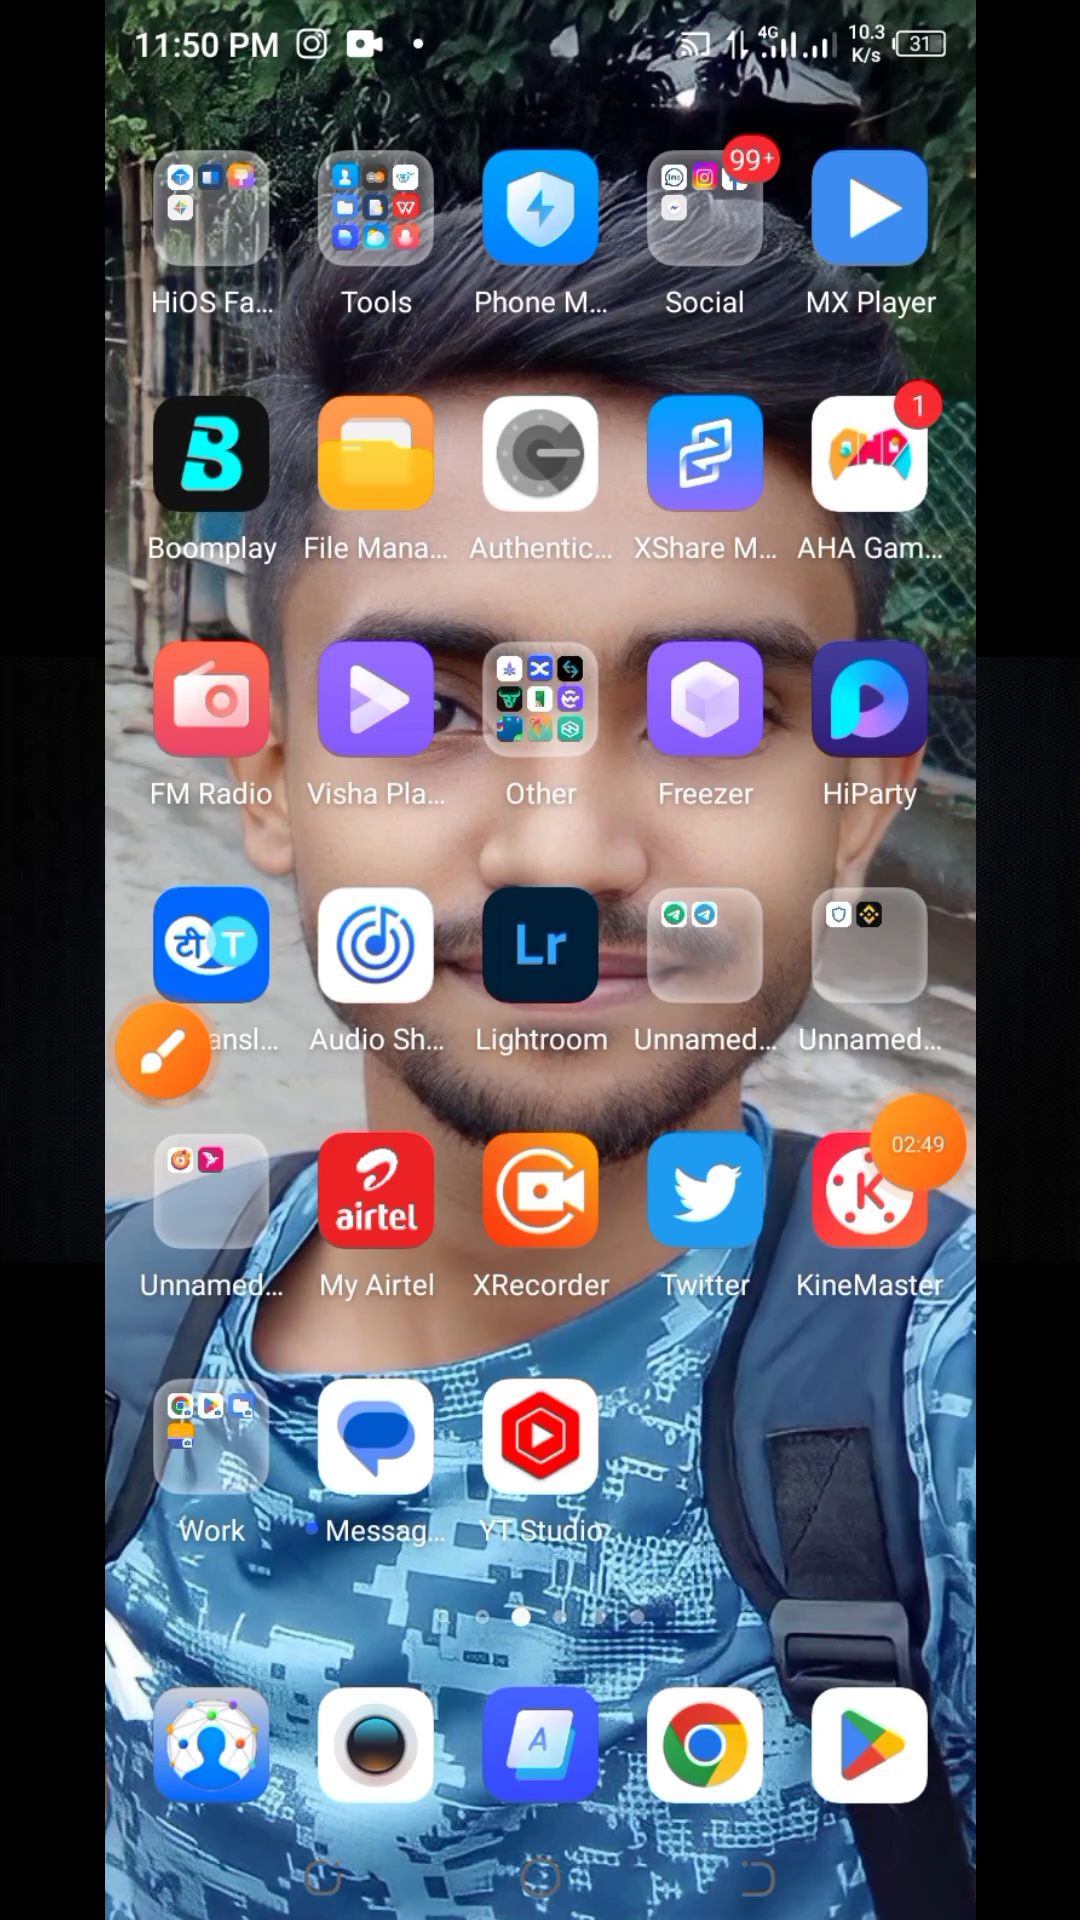 11:50 PM 4G 10.3 K/s 31
99+
HiOS Fa... Tools Phone M... Social MX Player
1
Boomplay File Mana... Authentic... XShare M... AHA Gam...
FM Radio Visha Pla... Other Freezer HiParty
टी T Lr
ansl... Audio Sh... Lightroom Unnamed... Unnamed...
02:49
airtel K
Unnamed... My Airtel XRecorder Twitter KineMaster
Work Messag... YT Studio
A